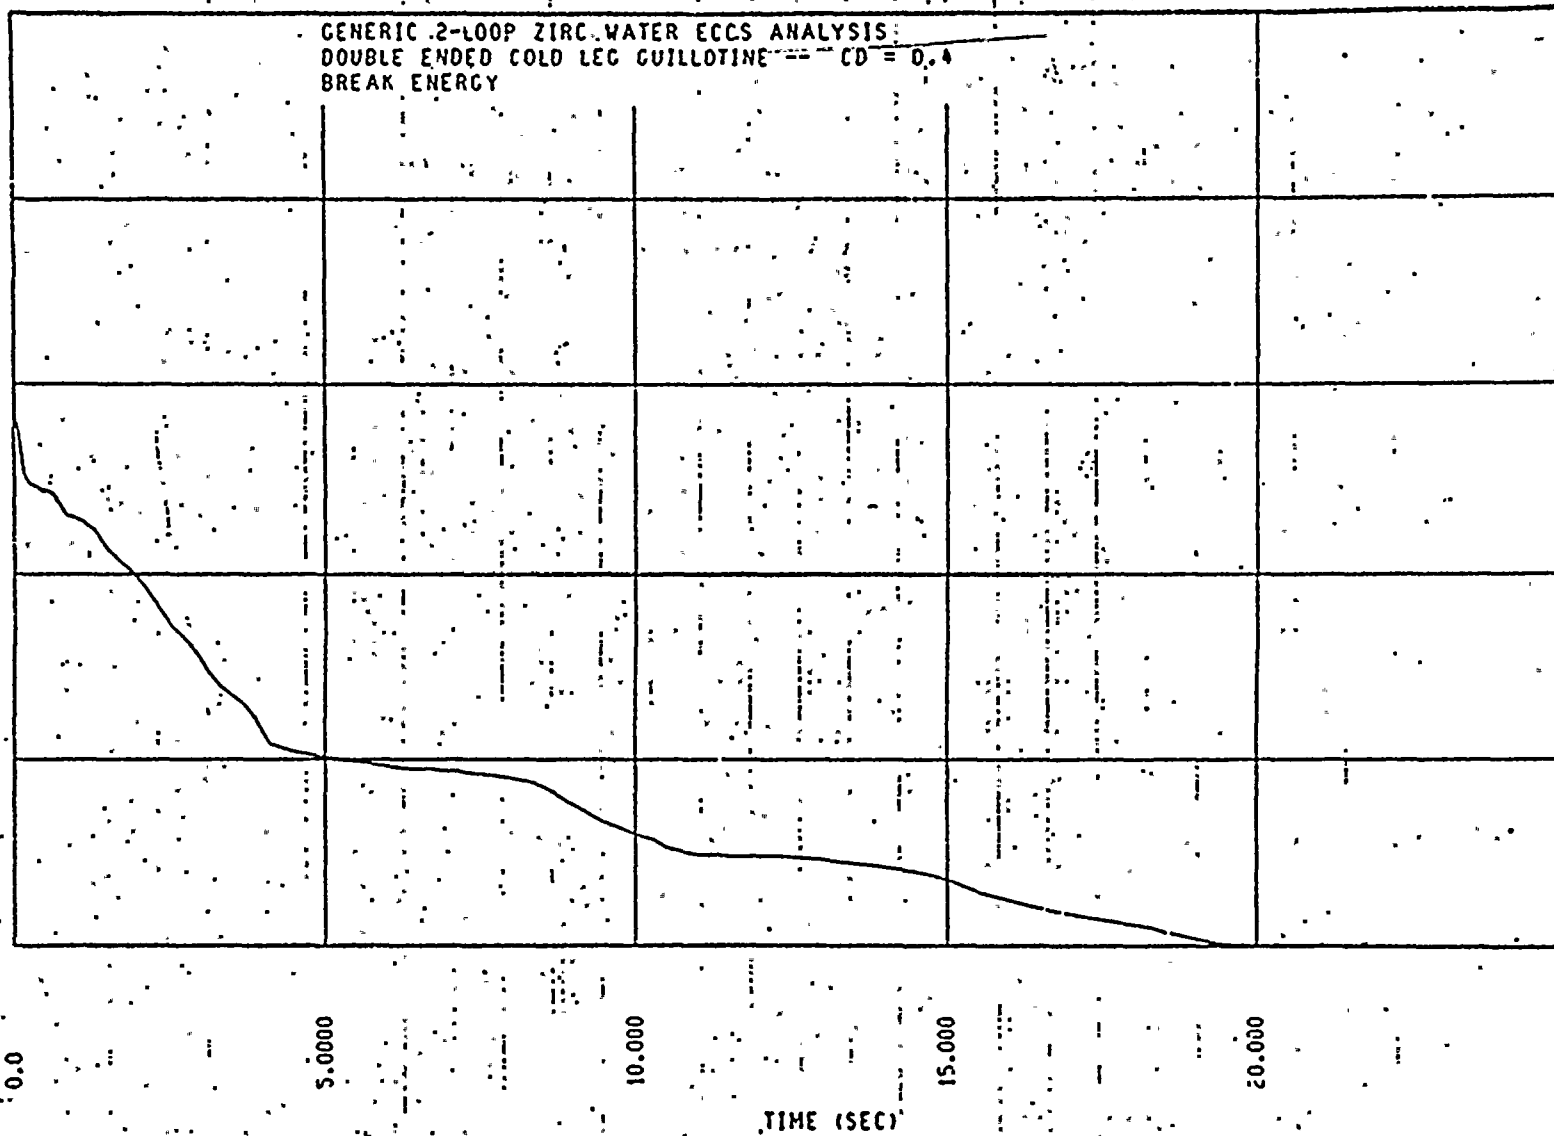 GENERIC 2-LOOP ZIRC WATER ECCS ANALYSIS
DOUBLE ENDED COLD LEG GUILLOTINE -- CD = 0.4
BREAK ENERGY
0.0
5.0000
10.000
15.000
20.000
TIME (SEC)